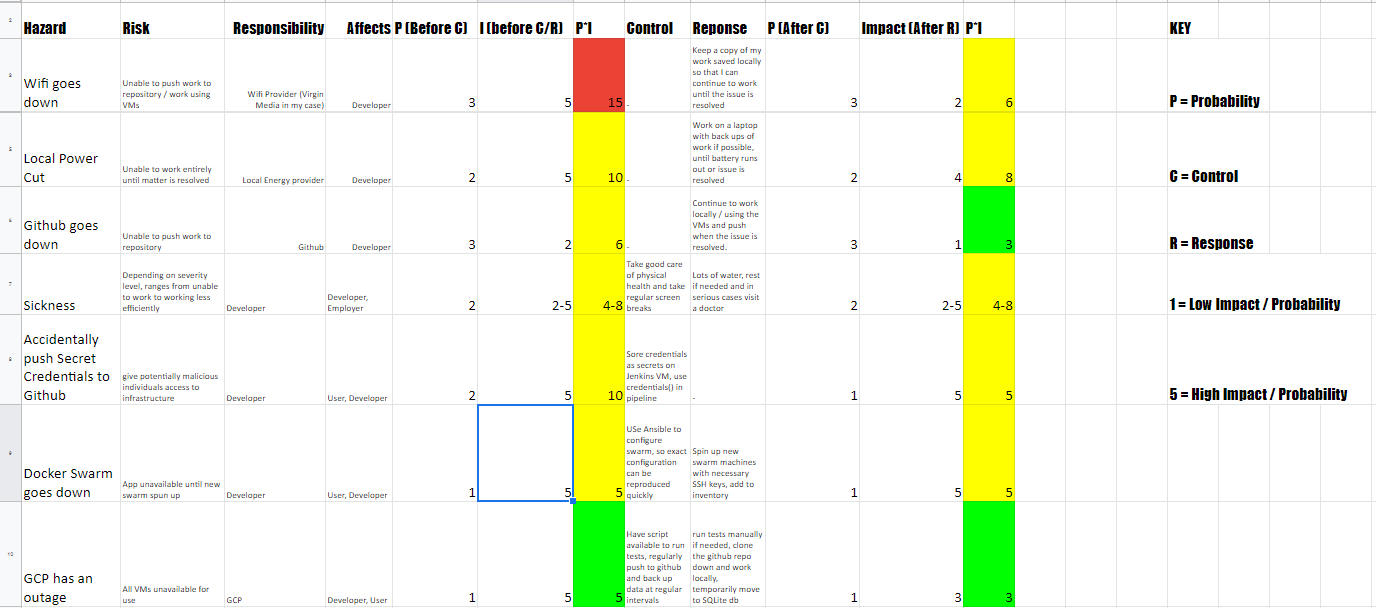 Hazard Risk Responsibility Affects P (Before C) I (before C/R) P*I Control Reponse P (After C) Impact (After R) P*I KEY
Wifi goes down
Unable to push work to repository / work using VMs
Wifi Provider (Virgin Media in my case)
Developer
3 5 15 -
Keep a copy of my work saved locally so that I can continue to work until the issue is resolved
3 2 6
P = Probability
Local Power Cut
Unable to work entirely until matter is resolved
Local Energy provider
Developer
2 5 10 -
Work on a laptop with back ups of work if possible, until battery runs out or issue is resolved
2 4 8
C = Control
Github goes down
Unable to push work to repository
Github
Developer
3 2 6 -
Continue to work locally / using the VMs and push when the issue is resolved.
3 1 3
R = Response
Sickness
Depending on severity level, ranges from unable to work to working less efficiently
Developer
Developer, Employer
2 2-5 4-8
Take good care of physical health and take regular screen breaks
Lots of water, rest if needed and in serious cases visit a doctor
2 2-5 4-8
1 = Low Impact / Probability
Accidentally push Secret Credentials to Github
give potentially malicious individuals access to infrastructure
Developer
User, Developer
2 5 10
Sore credentials as secrets on Jenkins VM, use credentials() in pipeline
-
1 5 5
5 = High Impact / Probability
Docker Swarm goes down
App unavailable until new swarm spun up
Developer
User, Developer
1 5 5
USe Ansible to configure swarm, so exact configuration can be reproduced quickly
Spin up new swarm machines with necessary SSH keys, add to inventory
1 5 5
GCP has an outage
All VMs unavailable for use
GCP
Developer, User
1 5 5
Have script available to run tests, regularly push to github and back up data at regular intervals
run tests manually if needed, clone the github repo down and work locally, temporarily move to SQLite db
1 3 3